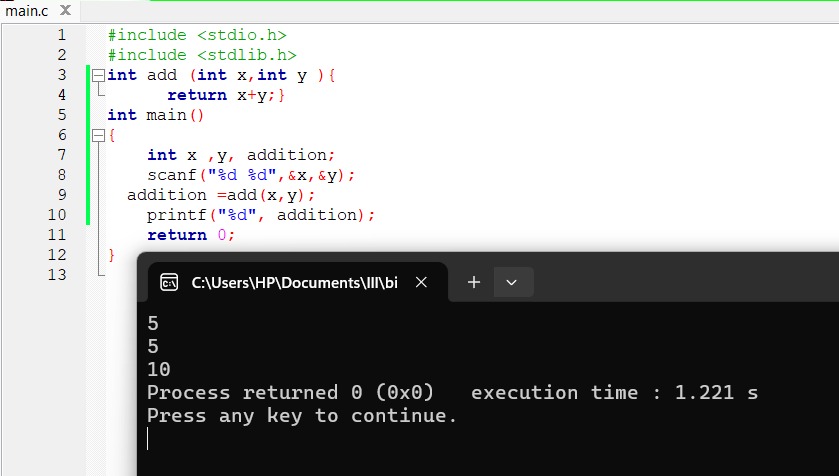 main.c X
1 #include <stdio.h>
2 #include <stdlib.h>
3 int add (int x,int y ){
4 return x+y;}
5 int main()
6 {
7 int x ,y, addition;
8 scanf("%d %d",&x,&y);
9 addition =add(x,y);
10 printf("%d", addition);
11 return 0;
12 }
13
C:\Users\HP\Documents\III\bi
5
5
10
Process returned 0 (0x0)   execution time : 1.221 s
Press any key to continue.